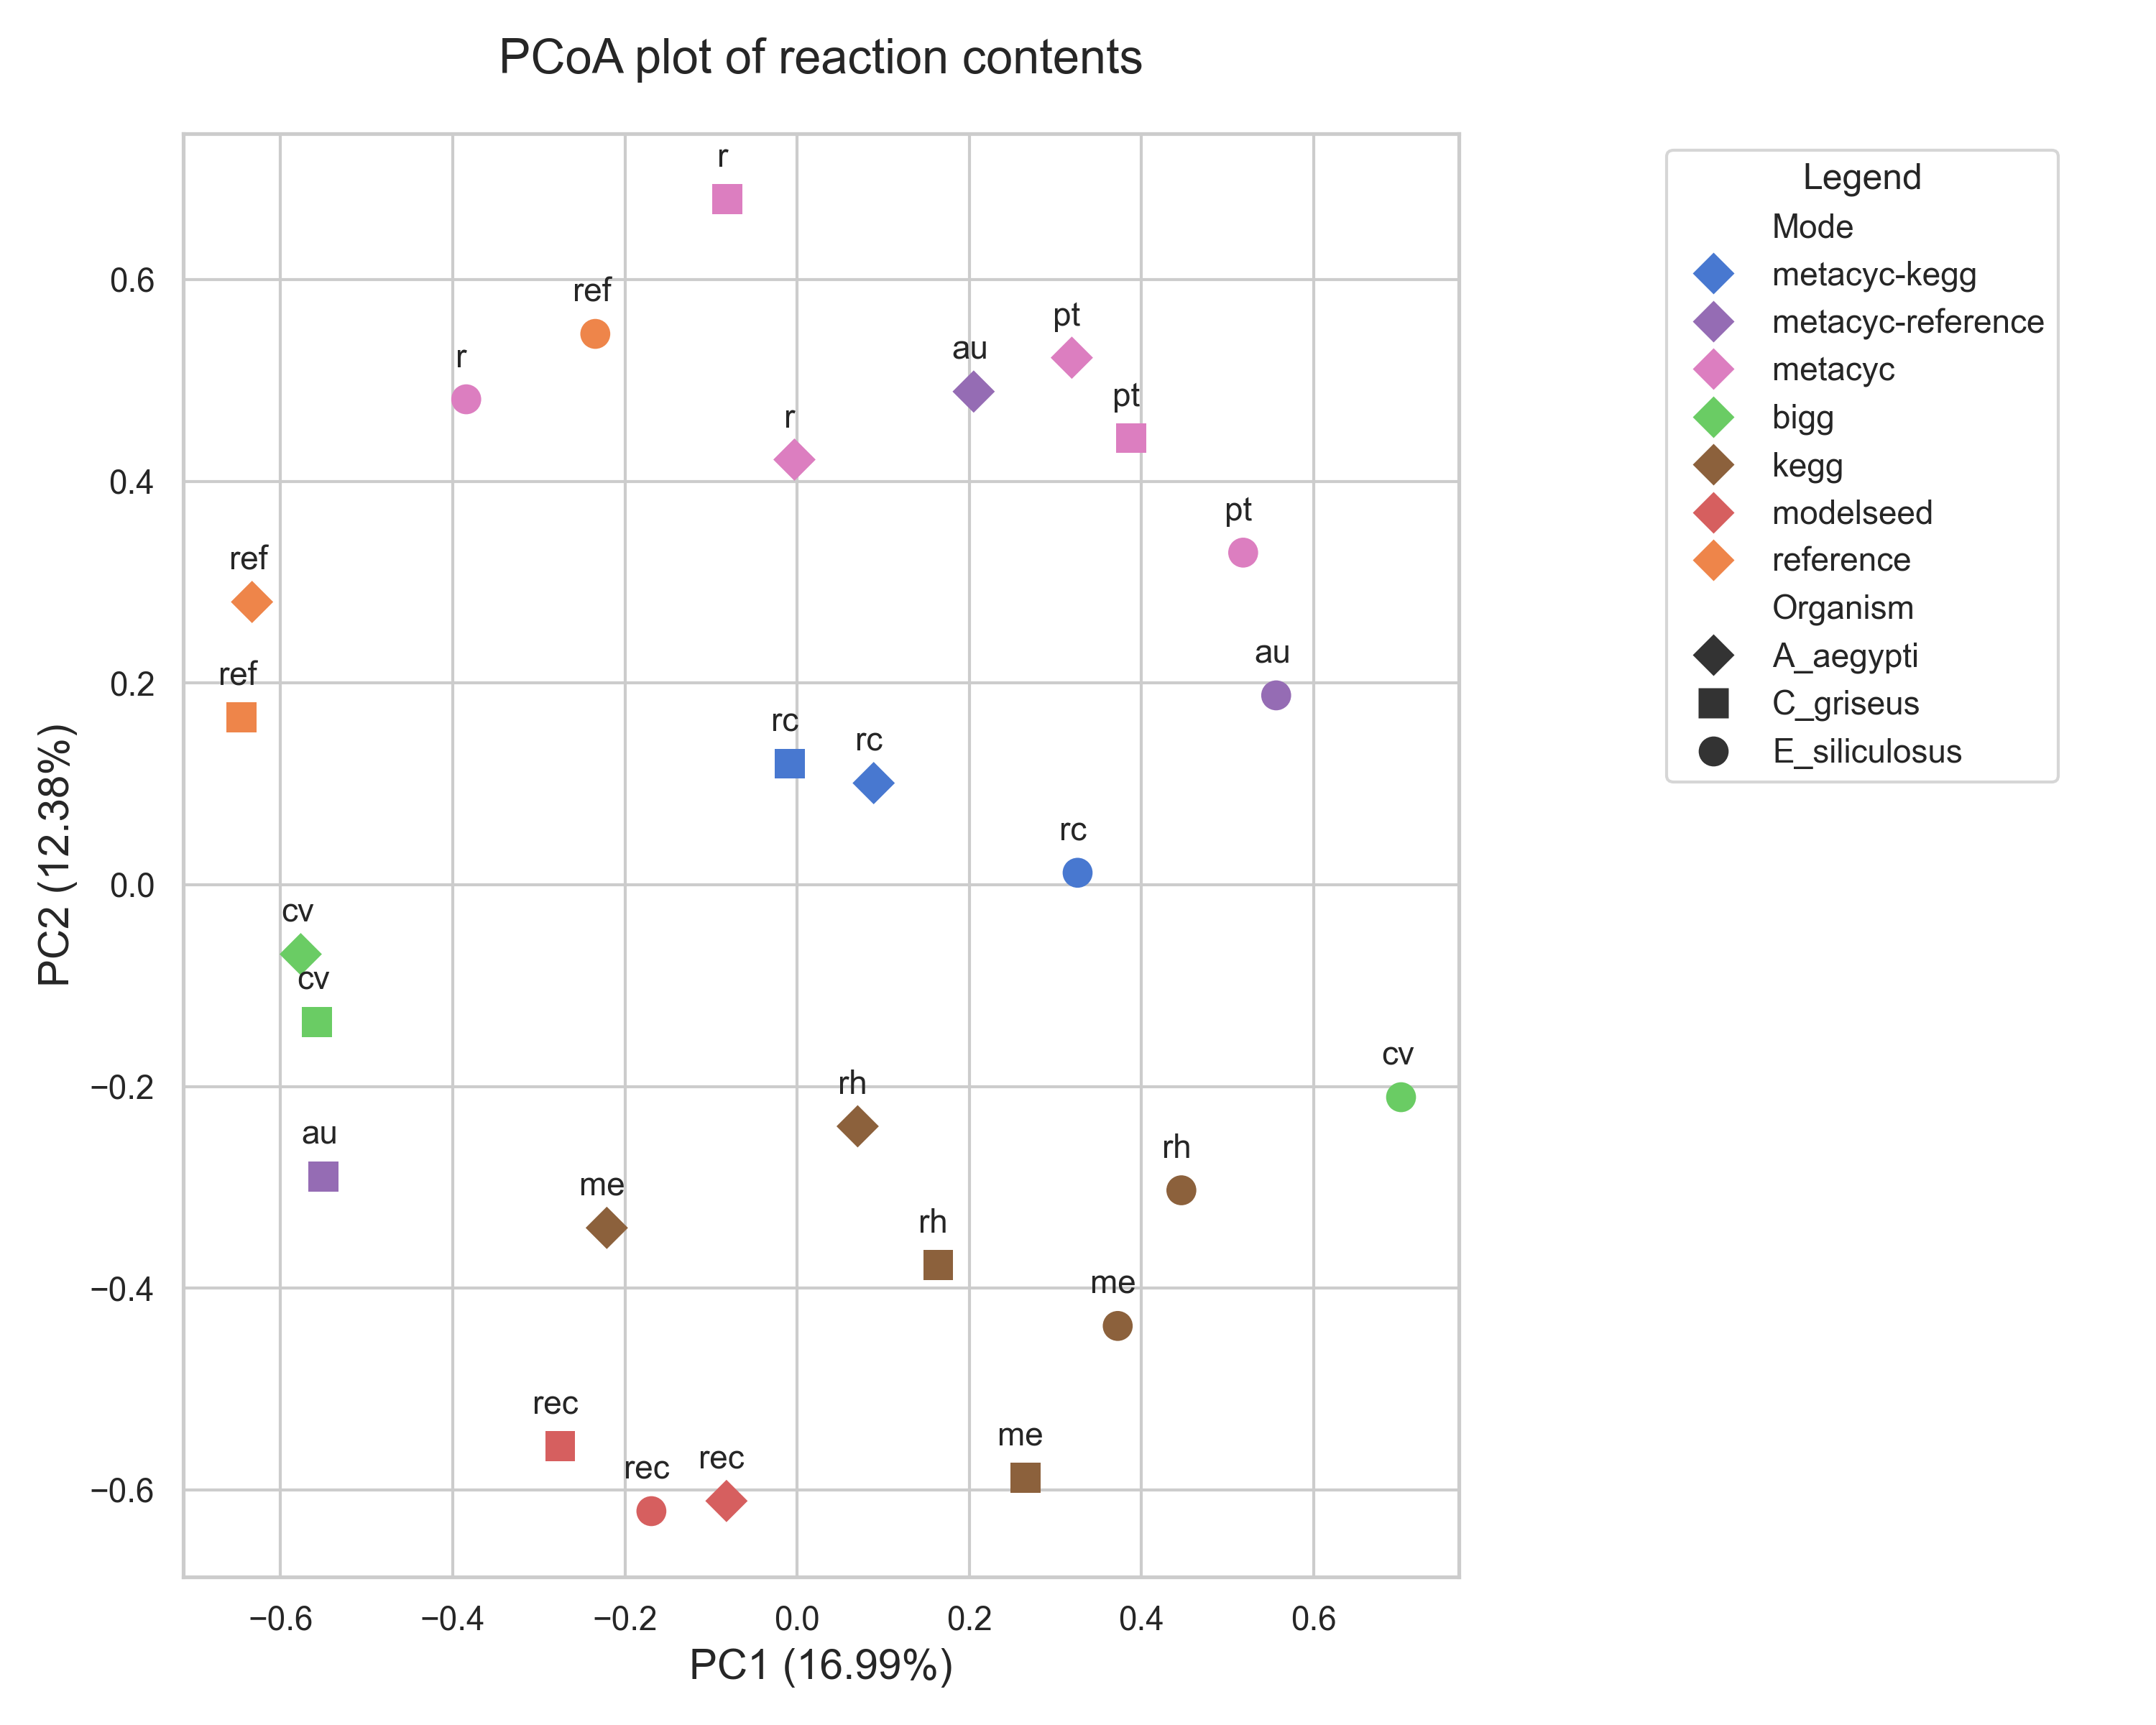 PCoA plot of reaction contents
r
ref
r
pt
au
pt
r
pt
ref
au
ref
rc
rc
rc
cv
cv
cv
rh
au
rh
me
rh
me
rec
me
rec
rec
0.6
0.4
0.2
0.0
−0.2
−0.4
−0.6
PC2 (12.38%)
−0.6
−0.4
−0.2
0.0
0.2
0.4
0.6
PC1 (16.99%)
Legend
Mode
metacyc-kegg
metacyc-reference
metacyc
bigg
kegg
modelseed
reference
Organism
A_aegypti
C_griseus
E_siliculosus